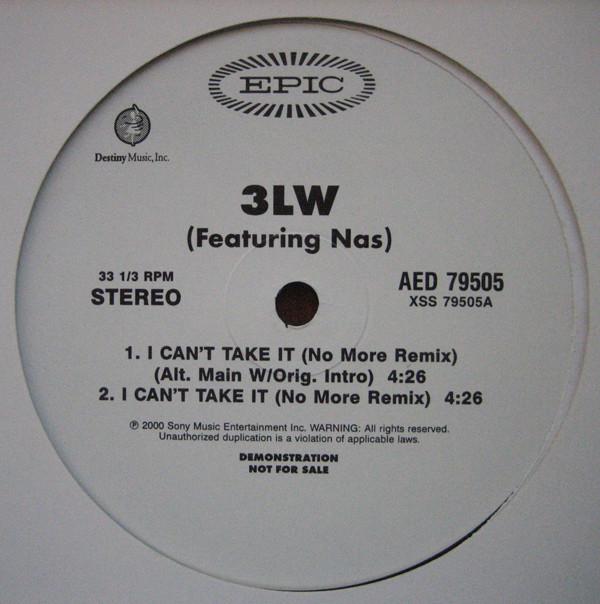 EPIC
Destiny Music, Inc.
3LW
(Featuring Nas)
33 1/3 RPM
STEREO
AED 79505
XSS 79505A
1. I CAN'T TAKE IT (No More Remix)
(Alt. Main W/Orig. Intro) 4:26
2. I CAN'T TAKE IT (No More Remix) 4:26
℗ 2000 Sony Music Entertainment Inc. WARNING: All rights reserved.
Unauthorized duplication is a violation of applicable laws.
DEMONSTRATION
NOT FOR SALE